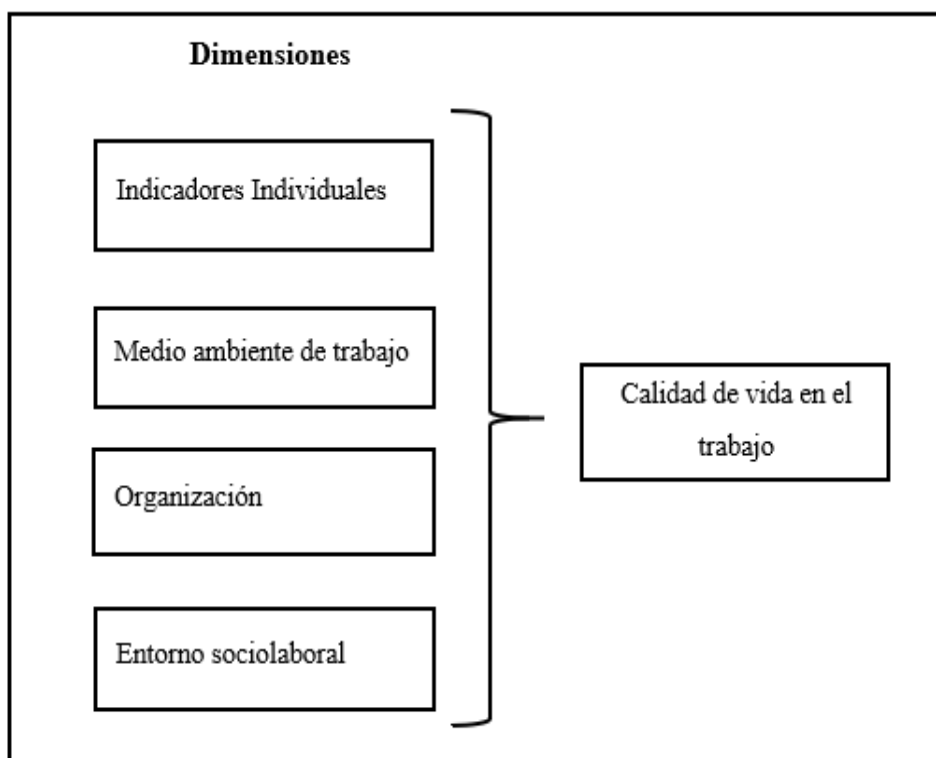 Dimensiones
Indicadores Individuales
Medio ambiente de trabajo
Organización
Entorno sociolaboral
Calidad de vida en el
trabajo